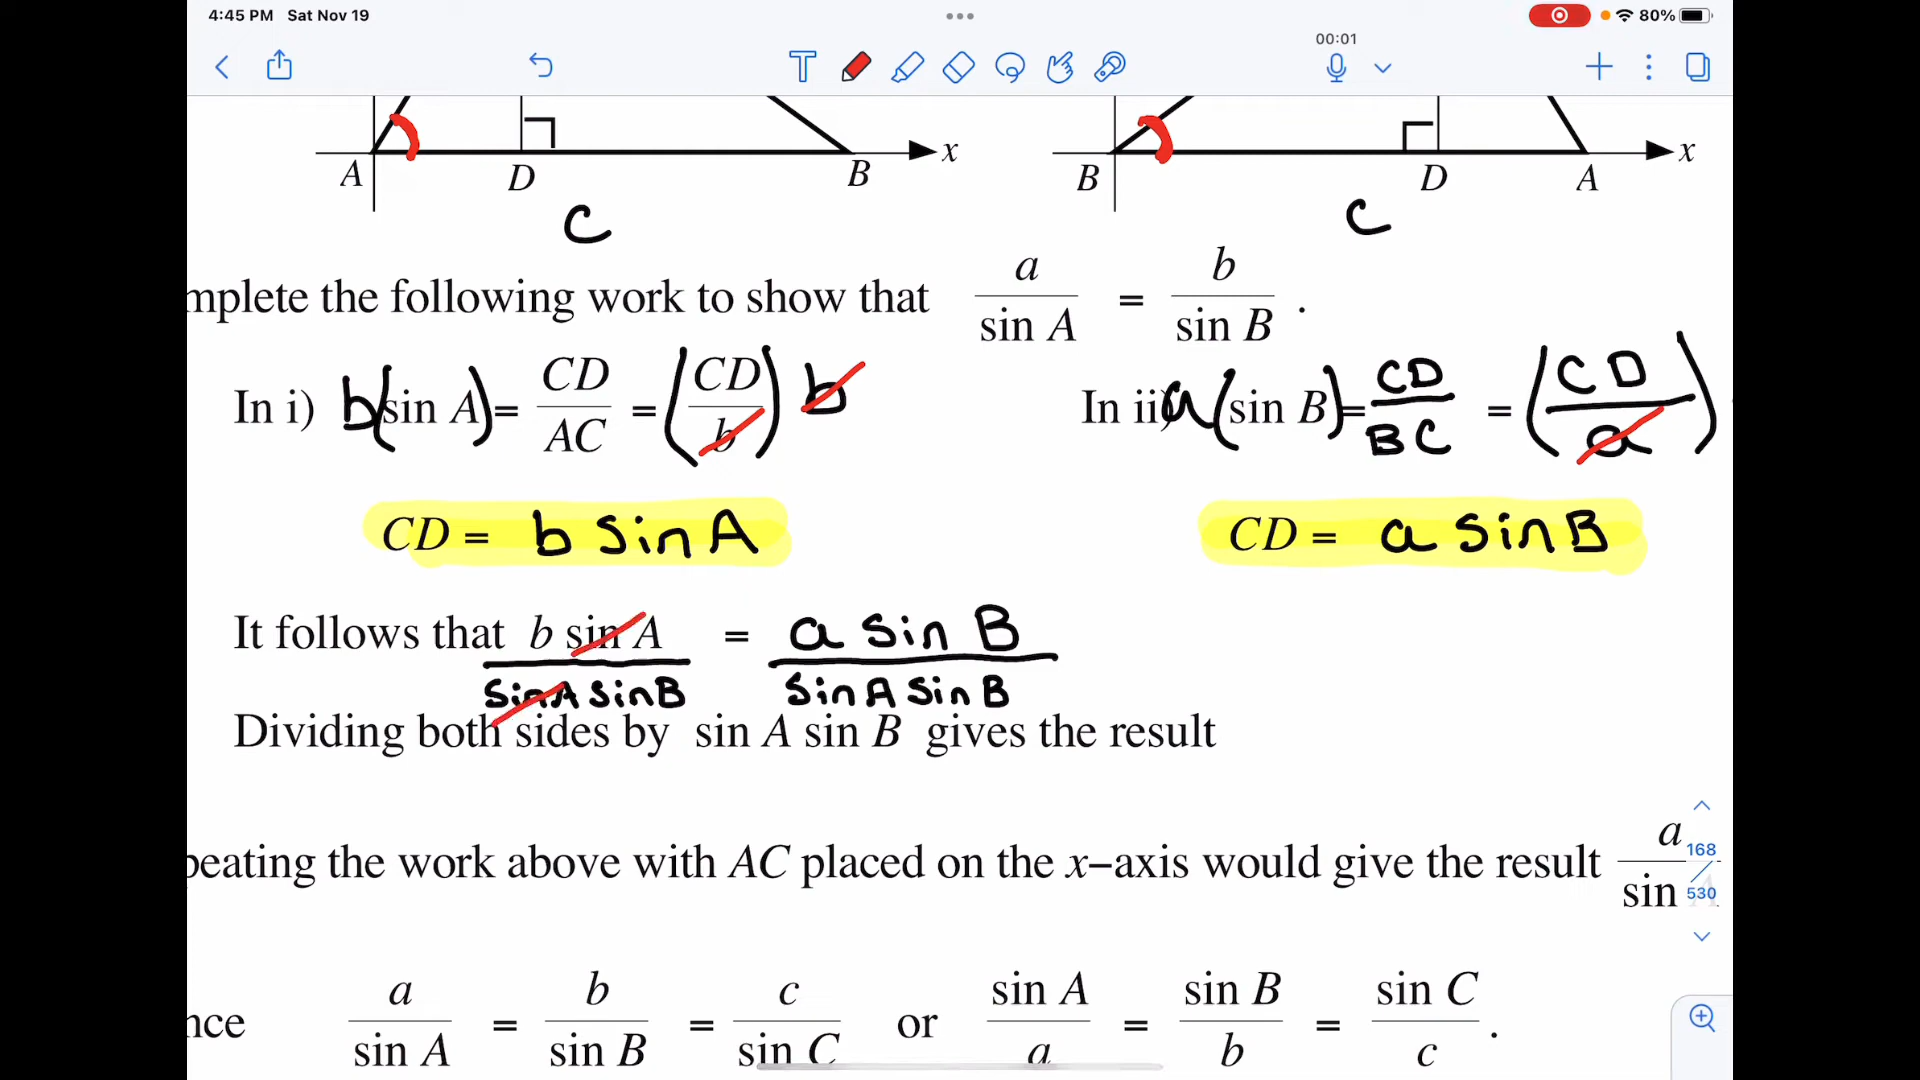 4:45 PM Sat Nov 19
80%
00:01
A D B x
B D A x
c
c
mplete the following work to show that a/sin A = b/sin B .
In i) b(sin A) = CD/AC = (CD/b) b
In ii) a(sin B) = CD/BC = (CD/a)
CD = b sin A
CD = a sin B
It follows that b sin A / sin A sin B = a sin B / sin A sin B
Dividing both sides by sin A sin B gives the result
peating the work above with AC placed on the x-axis would give the result a/sin
168
530
nce a/sin A = b/sin B = c/sin C or sin A/a = sin B/b = sin C/c .